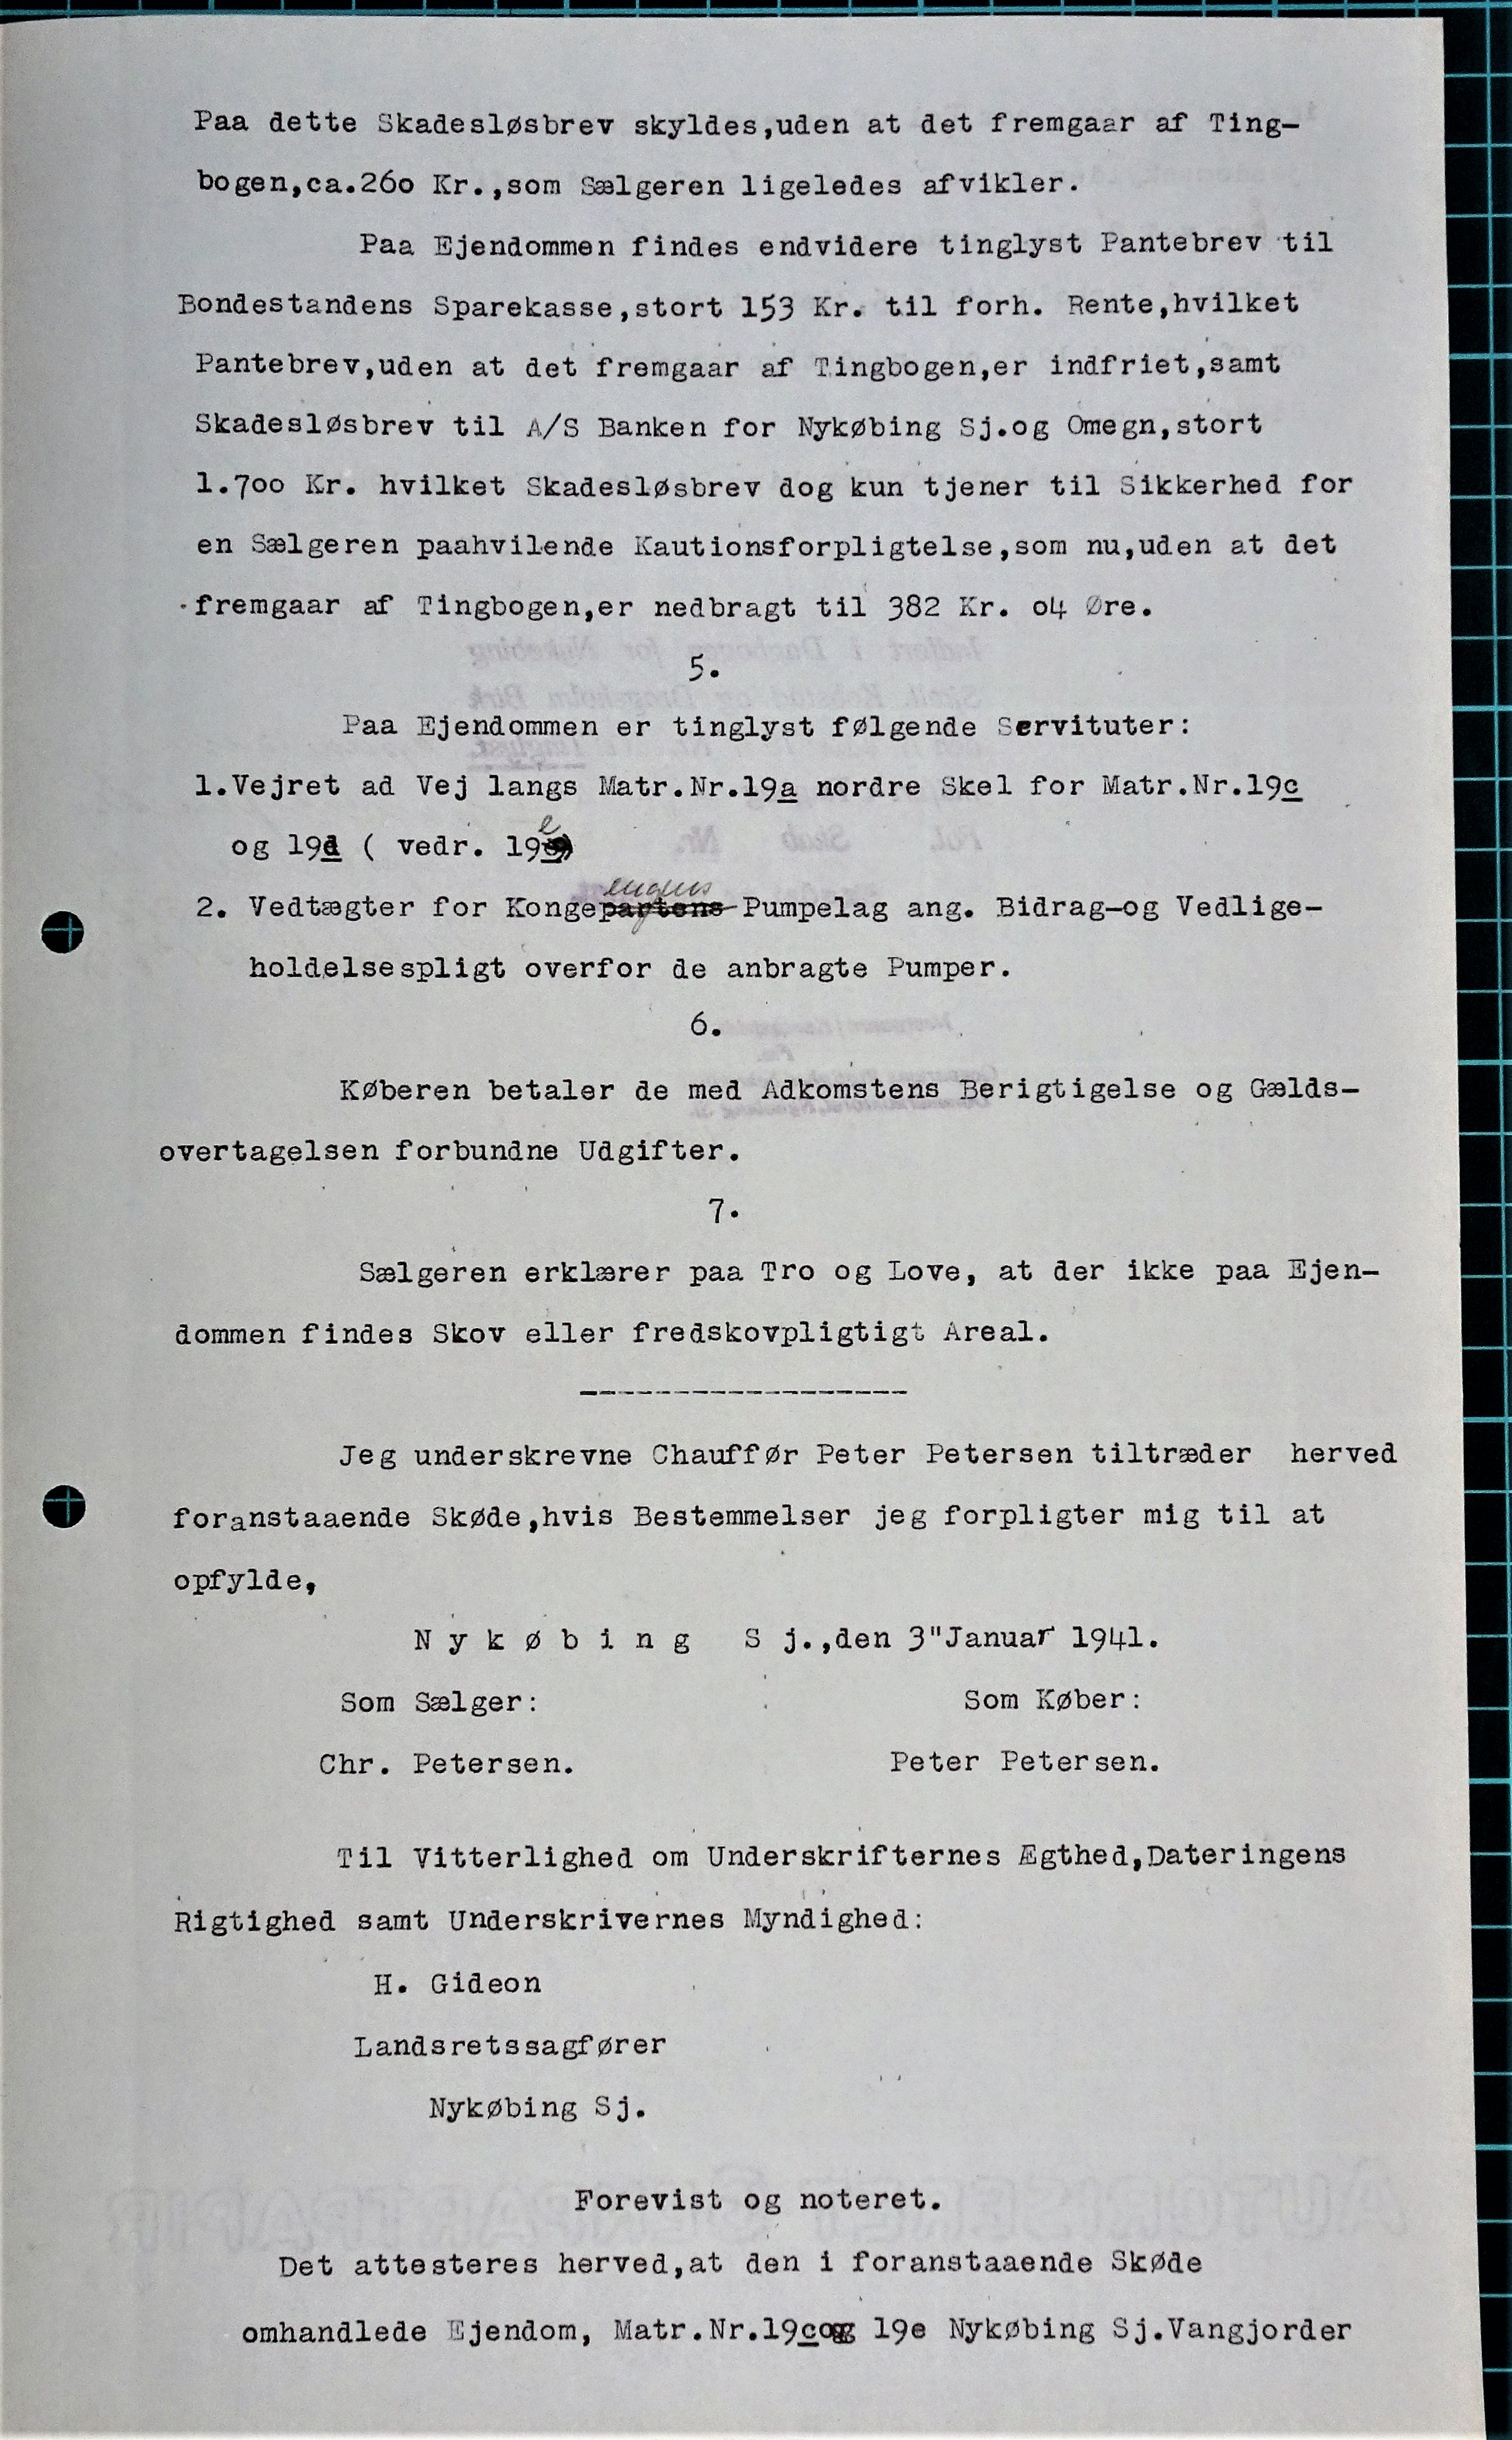 Paa dette Skadesløsbrev skyldes,uden at det fremgaar af Ting-
bogen,ca.26o Kr.,som Sælgeren ligeledes afvikler.
Paa Ejendommen findes endvidere tinglyst Pantebrev til
Bondestandens Sparekasse,stort 153 Kr. til forh. Rente,hvilket
Pantebrev,uden at det fremgaar af Tingbogen,er indfriet,samt
Skadesløsbrev til A/S Banken for Nykøbing Sj.og Omegn,stort
1.7oo Kr. hvilket Skadesløsbrev dog kun tjener til Sikkerhed for
en Sælgeren paahvilende Kautionsforpligtelse,som nu,uden at det
fremgaar af Tingbogen,er nedbragt til 382 Kr. o4 Øre.
5.
Paa Ejendommen er tinglyst følgende Servituter:
1.Vejret ad Vej langs Matr.Nr.19a nordre Skel for Matr.Nr.19c
og 19d ( vedr. 19e)
2. Vedtægter for Kongepartens engens Pumpelag ang. Bidrag-og Vedlige-
holdelsespligt overfor de anbragte Pumper.
6.
Køberen betaler de med Adkomstens Berigtigelse og Gælds-
overtagelsen forbundne Udgifter.
7.
Sælgeren erklærer paa Tro og Love, at der ikke paa Ejen-
dommen findes Skov eller fredskovpligtigt Areal.
------------------
Jeg underskrevne Chauffør Peter Petersen tiltræder herved
foranstaaende Skøde,hvis Bestemmelser jeg forpligter mig til at
opfylde,
N y k ø b i n g S j.,den 3"Januar 1941.
Som Sælger: Som Køber:
Chr. Petersen. Peter Petersen.
Til Vitterlighed om Underskrifternes Ægthed,Dateringens
Rigtighed samt Underskrivernes Myndighed:
H. Gideon
Landsretssagfører
Nykøbing Sj.
Forevist og noteret.
Det attesteres herved,at den i foranstaaende Skøde
omhandlede Ejendom, Matr.Nr.19c og 19e Nykøbing Sj.Vangjorder